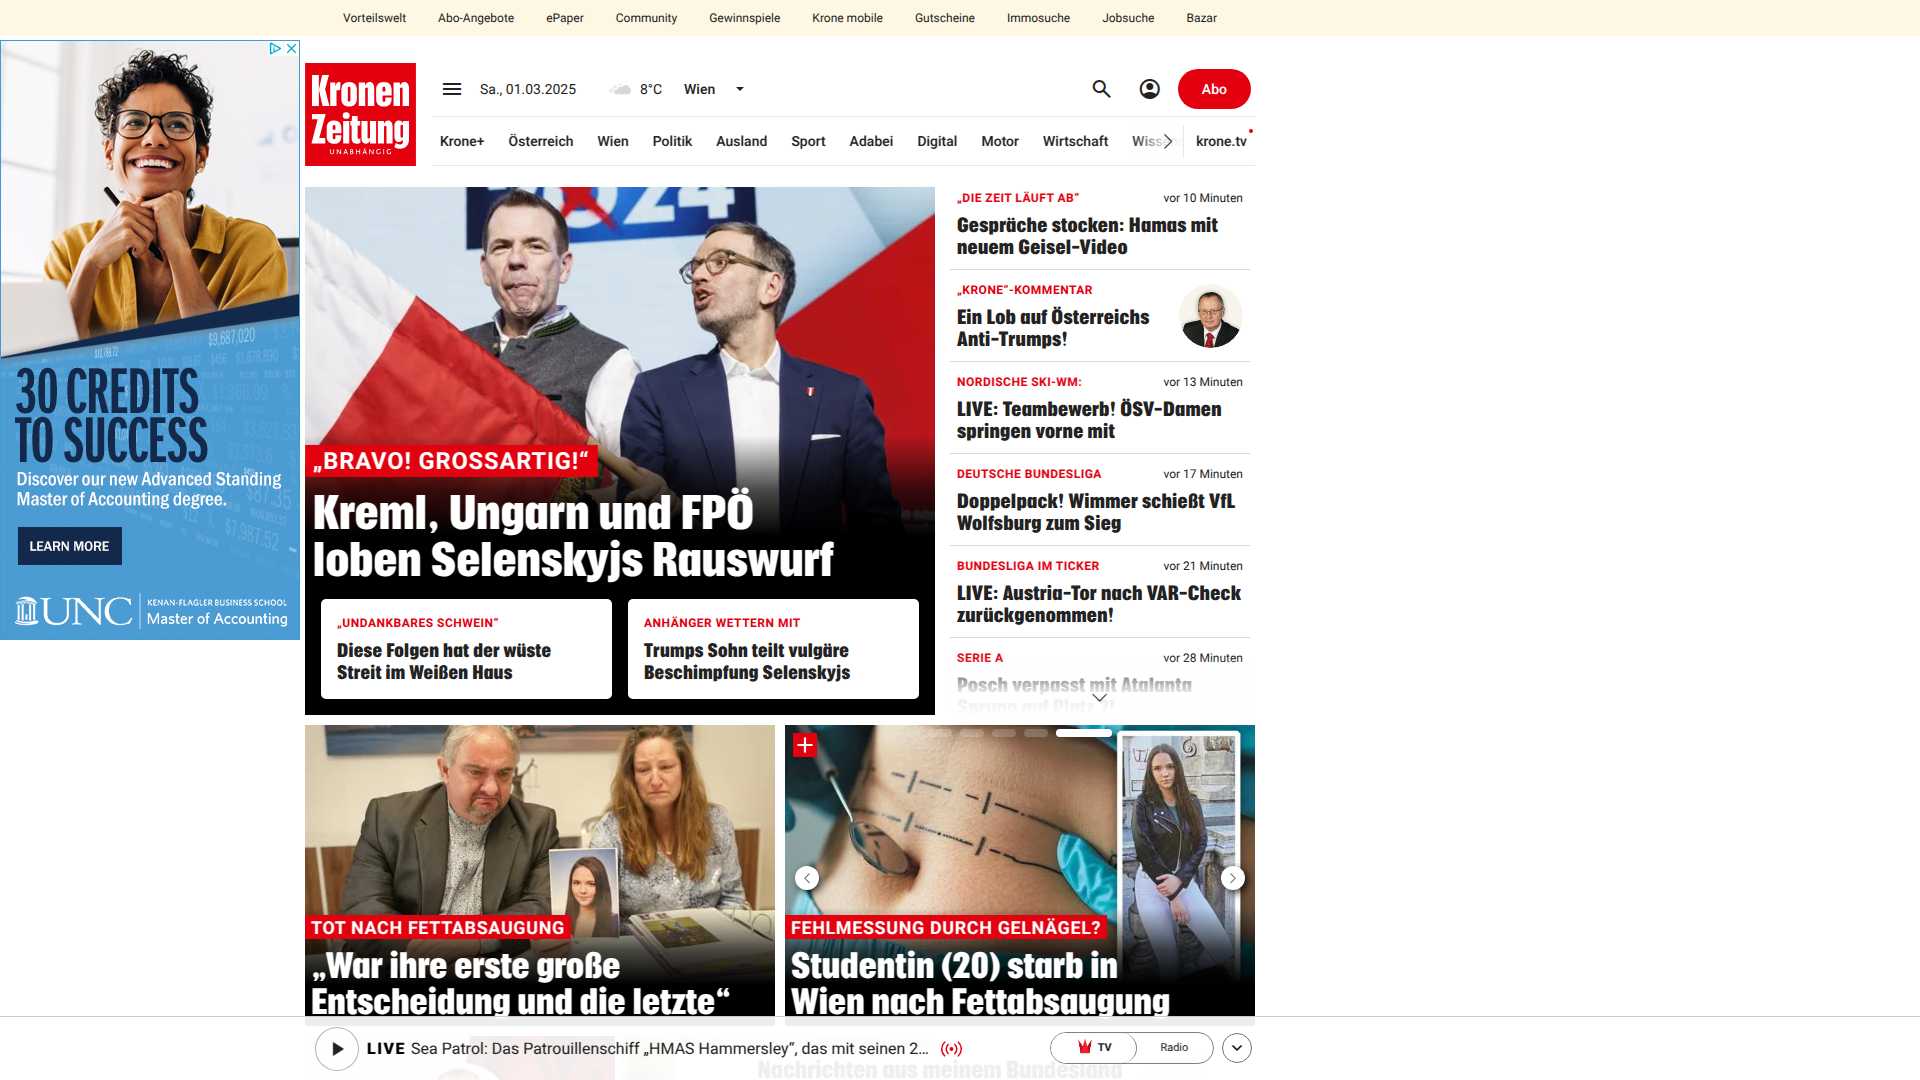 Vorteilswelt Abo-Angebote ePaper Community Gewinnspiele Krone mobile Gutscheine Immosuche Jobsuche Bazar
Kronen
Zeitung
UNABHÄNGIG
Sa., 01.03.2025 8°C Wien
Abo
Krone+ Österreich Wien Politik Ausland Sport Adabei Digital Motor Wirtschaft krone.tv
30 CREDITS
TO SUCCESS
Discover our new Advanced Standing
Master of Accounting degree.
LEARN MORE
UNC KENAN-FLAGLER BUSINESS SCHOOL
Master of Accounting
„BRAVO! GROSSARTIG!“
Kreml, Ungarn und FPÖ
loben Selenskyjs Rauswurf
„UNDANKBARES SCHWEIN“
Diese Folgen hat der wüste
Streit im Weißen Haus
ANHÄNGER WETTERN MIT
Trumps Sohn teilt vulgäre
Beschimpfung Selenskyjs
„DIE ZEIT LÄUFT AB“ vor 10 Minuten
Gespräche stocken: Hamas mit
neuem Geisel-Video
„KRONE“-KOMMENTAR
Ein Lob auf Österreichs
Anti-Trumps!
NORDISCHE SKI-WM: vor 13 Minuten
LIVE: Teambewerb! ÖSV-Damen
springen vorne mit
DEUTSCHE BUNDESLIGA vor 17 Minuten
Doppelpack! Wimmer schießt VfL
Wolfsburg zum Sieg
BUNDESLIGA IM TICKER vor 21 Minuten
LIVE: Austria-Tor nach VAR-Check
zurückgenommen!
SERIE A vor 28 Minuten
Posch verpasst mit Atalanta
Sprung auf Platz
TOT NACH FETTABSAUGUNG
„War ihre erste große
Entscheidung und die letzte“
FEHLMESSUNG DURCH GELNÄGEL?
Studentin (20) starb in
Wien nach Fettabsaugung
LIVE Sea Patrol: Das Patrouillenschiff „HMAS Hammersley“, das mit seinen 2...
TV Radio
Nachrichten aus meinem Bundesland